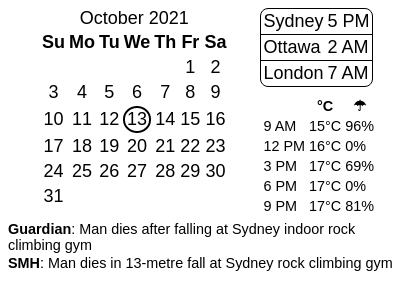 October 2021
Su Mo Tu We Th Fr Sa
1 2
3 4 5 6 7 8 9
10 11 12 13 14 15 16
17 18 19 20 21 22 23
24 25 26 27 28 29 30
31
Sydney 5 PM
Ottawa 2 AM
London 7 AM
°C ☂
9 AM 15°C 96%
12 PM 16°C 0%
3 PM 17°C 69%
6 PM 17°C 0%
9 PM 17°C 81%
Guardian: Man dies after falling at Sydney indoor rock
climbing gym
SMH: Man dies in 13-metre fall at Sydney rock climbing gym